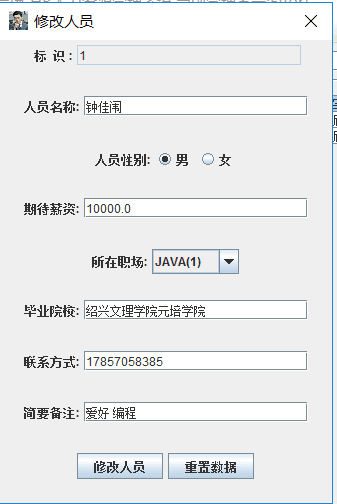 修改人员
标 识 : 1
人员名称: 钟佳闱
人员性别: 男 女
期待薪资: 10000.0
所在职场: JAVA(1)
毕业院校: 绍兴文理学院元培学院
联系方式: 17857058385
简要备注: 爱好 编程
修改人员 重置数据